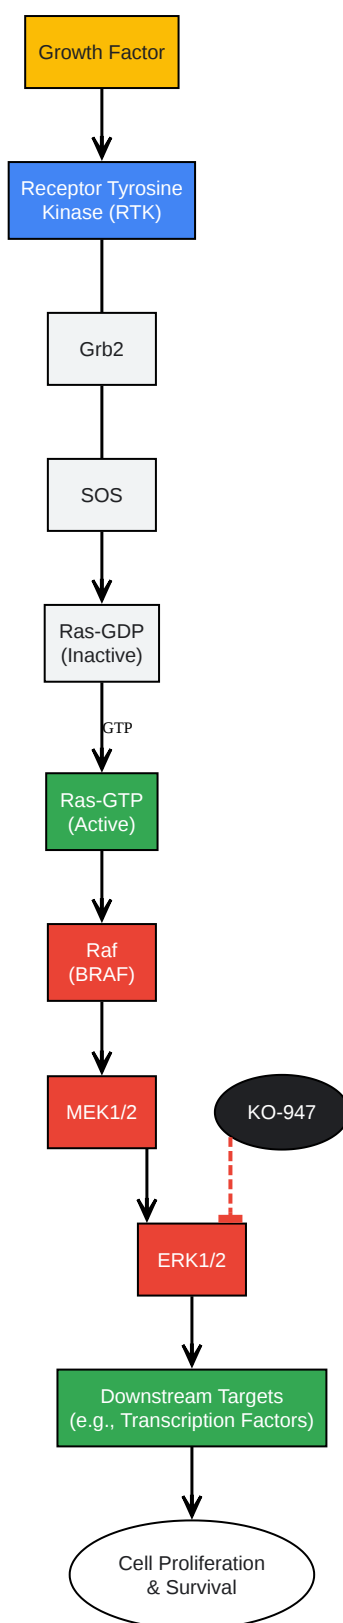 Growth Factor
Receptor Tyrosine
Kinase (RTK)
Grb2
SOS
Ras-GDP
(Inactive)
GTP
Ras-GTP
(Active)
Raf
(BRAF)
MEK1/2
KO-947
ERK1/2
Downstream Targets
(e.g., Transcription Factors)
Cell Proliferation
& Survival